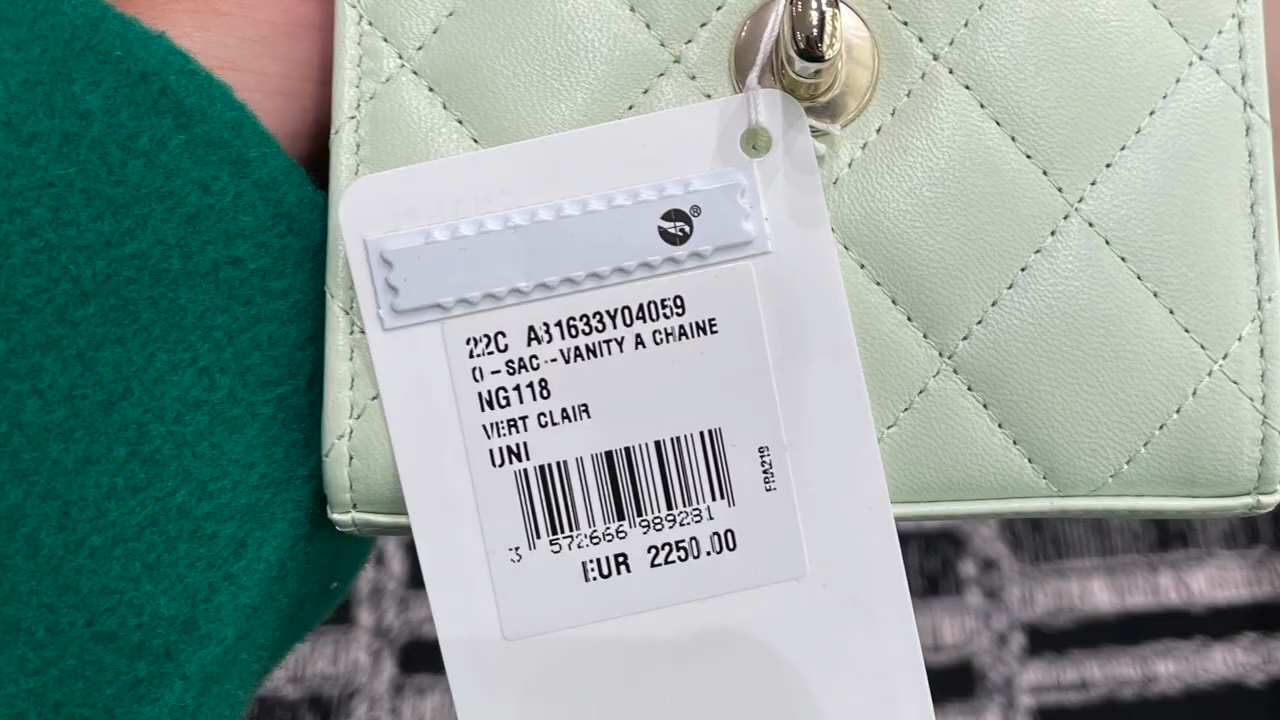 ®
22C A81633Y04059
0-SAC--VANITY A CHAINE
NG118
VERT CLAIR
UNI
FRA219
3 572666 989281
EUR 2250.00